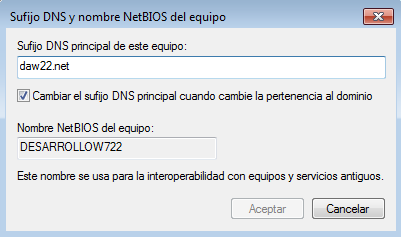 Sufijo DNS y nombre NetBIOS del equipo
Sufijo DNS principal de este equipo:
daw22.net
Cambiar el sufijo DNS principal cuando cambie la pertenencia al dominio
Nombre NetBIOS del equipo:
DESARROLLOW722
Este nombre se usa para la interoperabilidad con equipos y servicios antiguos.
Aceptar
Cancelar